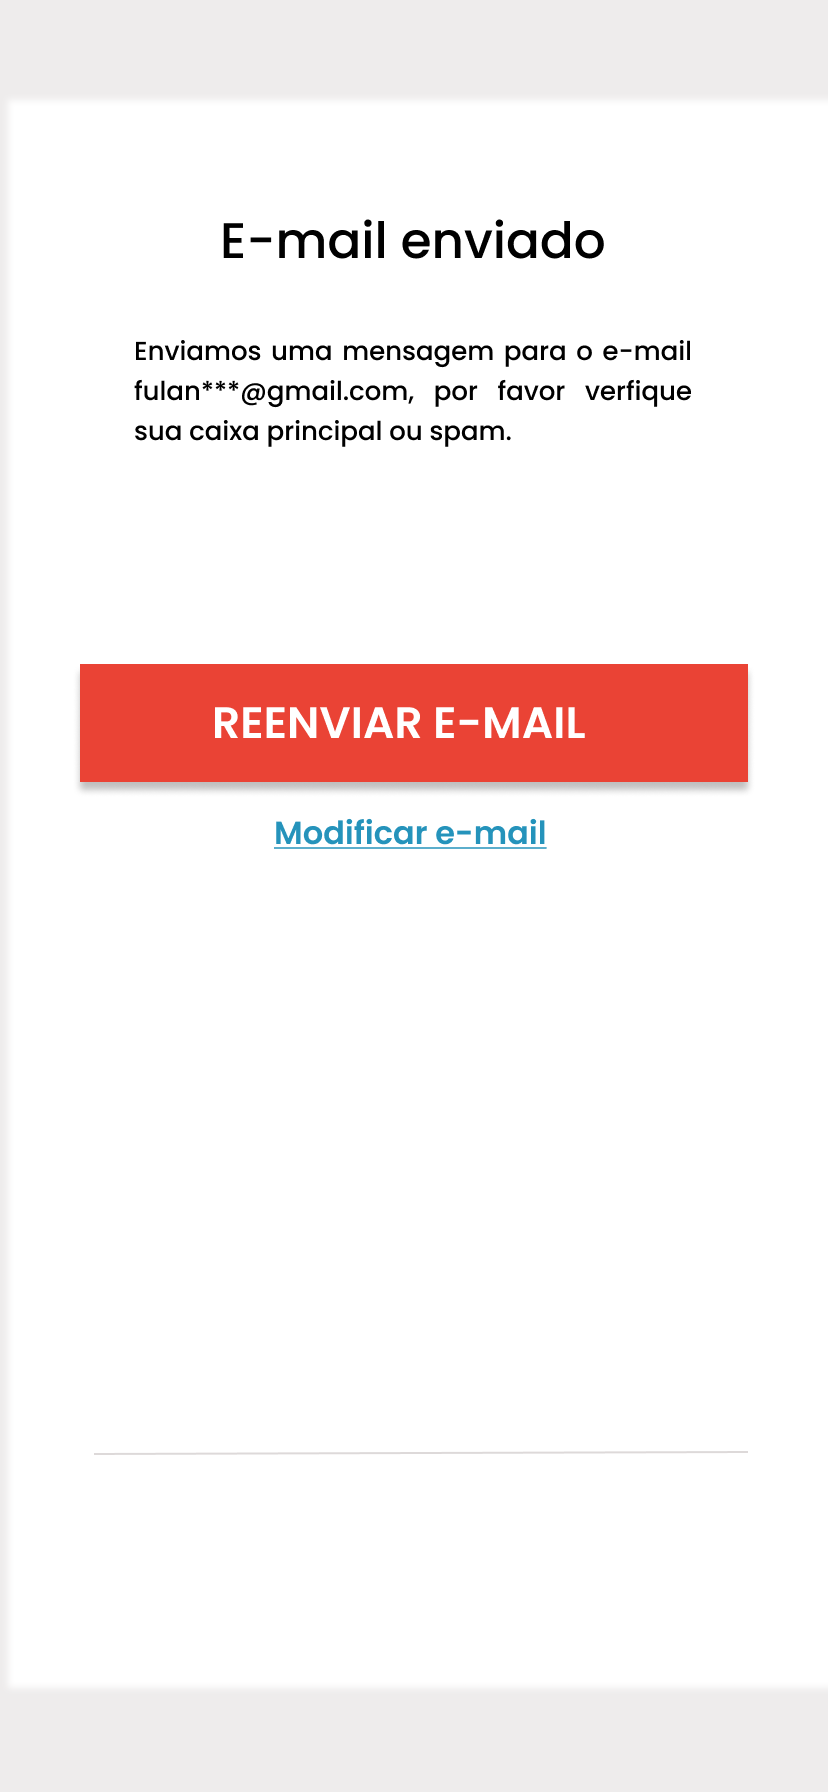 E-mail enviado
Enviamos uma mensagem para o e-mail
fulan***@gmail.com, por favor verfique
sua caixa principal ou spam.
REENVIAR E-MAIL
Modificar e-mail